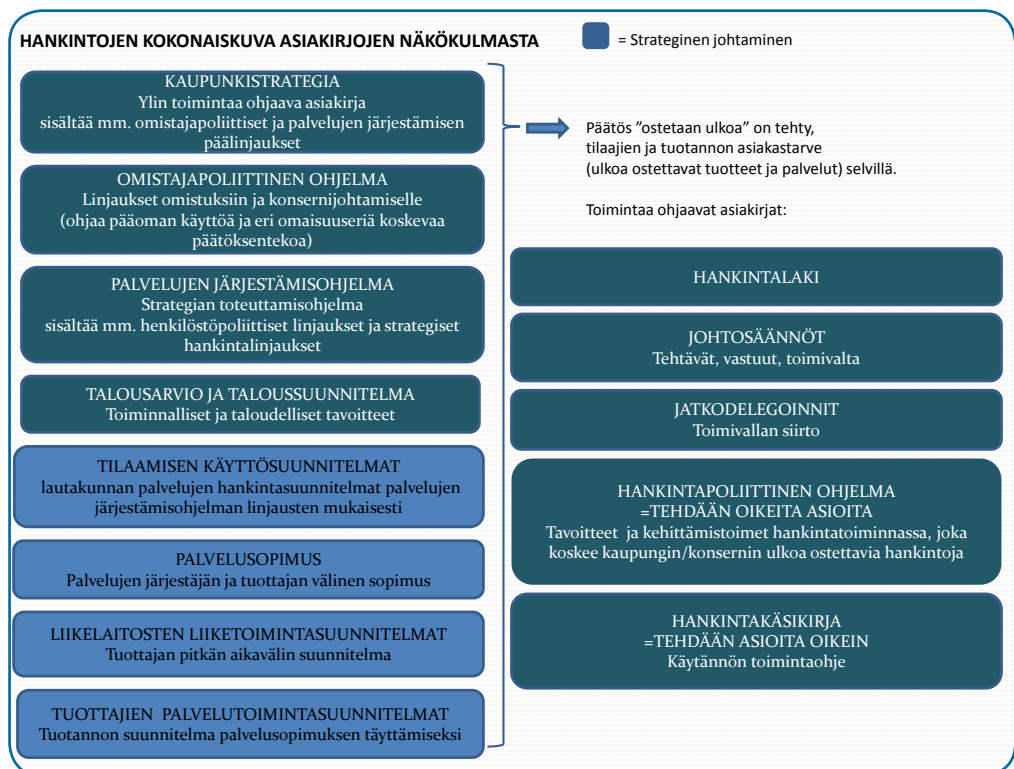 HANKINTOJEN KOKONAISKUVA ASIAKIRJOJEN NÄKÖKULMASTA
= Strateginen johtaminen
KAUPUNKISTRATEGIA
Ylin toimintaa ohjaava asiakirja
sisältää mm. omistajapoliittiset ja palvelujen järjestämisen
päälinjaukset
OMISTAJAPOLIITTINEN OHJELMA
Linjaukset omistuksiin ja konsernijohtamiselle
(ohjaa pääoman käyttöä ja eri omaisuuseriä koskevaa
päätöksentekoa)
PALVELUJEN JÄRJESTÄMISOHJELMA
Strategian toteuttamisohjelma
sisältää mm. henkilöstöpoliittiset linjaukset ja strategiset
hankintalinjaukset
TALOUSARVIO JA TALOUSSUUNNITELMA
Toiminnalliset ja taloudelliset tavoitteet
TILAAMISEN KÄYTTÖSUUNNITELMAT
lautakunnan palvelujen hankintasuunnitelmat palvelujen
järjestämisohjelman linjausten mukaisesti
PALVELUSOPIMUS
Palvelujen järjestäjän ja tuottajan välinen sopimus
LIIKELAITOSTEN LIIKETOIMINTASUUNNITELMAT
Tuottajan pitkän aikavälin suunnitelma
TUOTTAJIEN PALVELUTOIMINTASUUNNITELMAT
Tuotannon suunnitelma palvelusopimuksen täyttämiseksi
Päätös ”ostetaan ulkoa” on tehty,
tilaajien ja tuotannon asiakastarve
(ulkoa ostettavat tuotteet ja palvelut) selvillä.
Toimintaa ohjaavat asiakirjat:
HANKINTALAKI
JOHTOSÄÄNNÖT
Tehtävät, vastuut, toimivalta
JATKODELEGOINNIT
Toimivallan siirto
HANKINTAPOLIITTINEN OHJELMA
=TEHDÄÄN OIKEITA ASIOITA
Tavoitteet ja kehittämistoimet hankintatoiminnassa, joka
koskee kaupungin/konsernin ulkoa ostettavia hankintoja
HANKINTAKÄSIKIRJA
=TEHDÄÄN ASIOITA OIKEIN
Käytännön toimintaohje